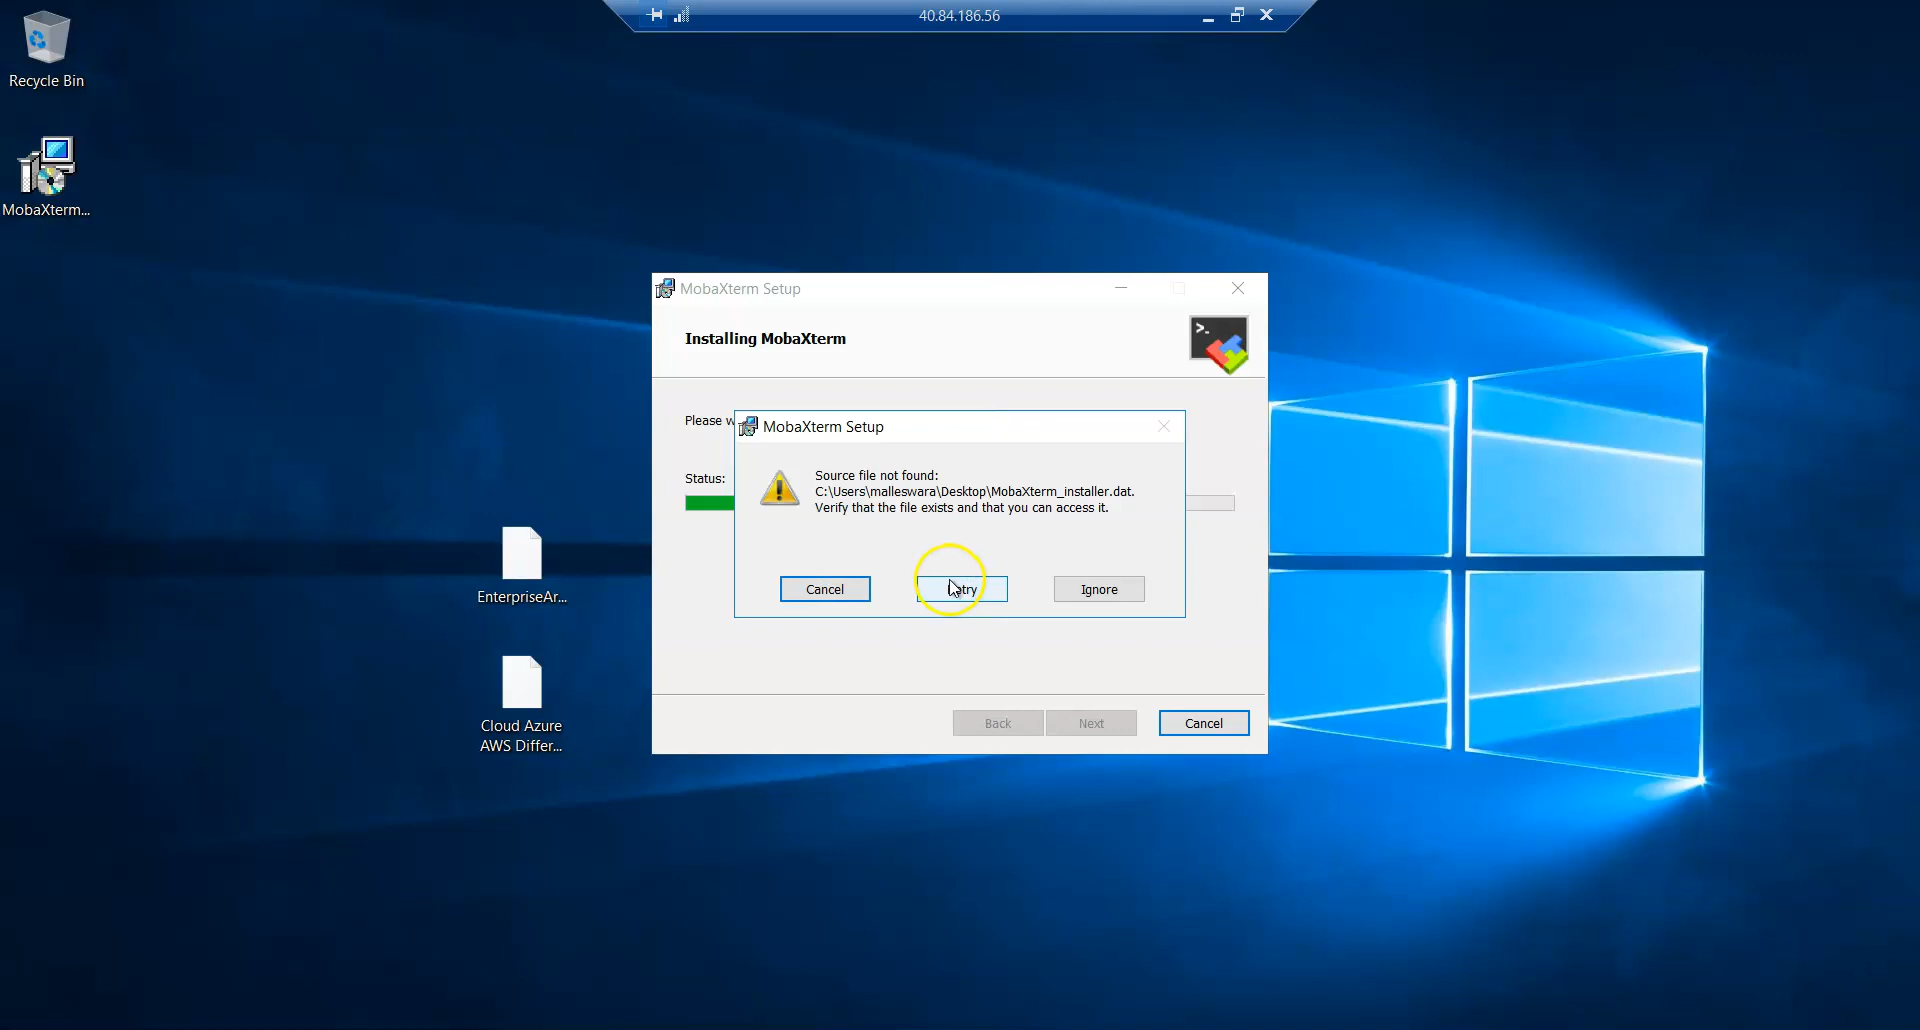 40.84.186.56
Recycle Bin
MobaXterm...
MobaXterm Setup
Installing MobaXterm
>.
Please w
MobaXterm Setup
Status:
Source file not found:
C:\Users\malleswara\Desktop\MobaXterm_installer.dat.
Verify that the file exists and that you can access it.
Cancel
Ignore
EnterpriseAr...
Cloud Azure
AWS Differ...
Back
Next
Cancel